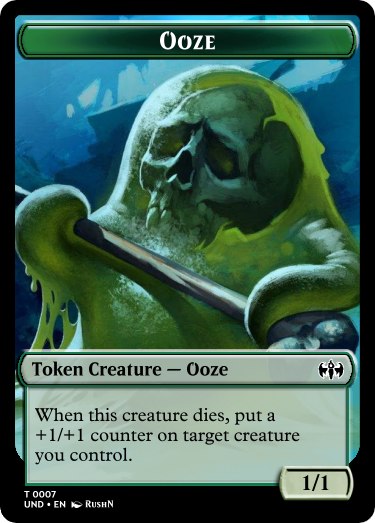 Ooze
Token Creature — Ooze
When this creature dies, put a
+1/+1 counter on target creature
you control.
1/1
T 0007
UND • EN RushN